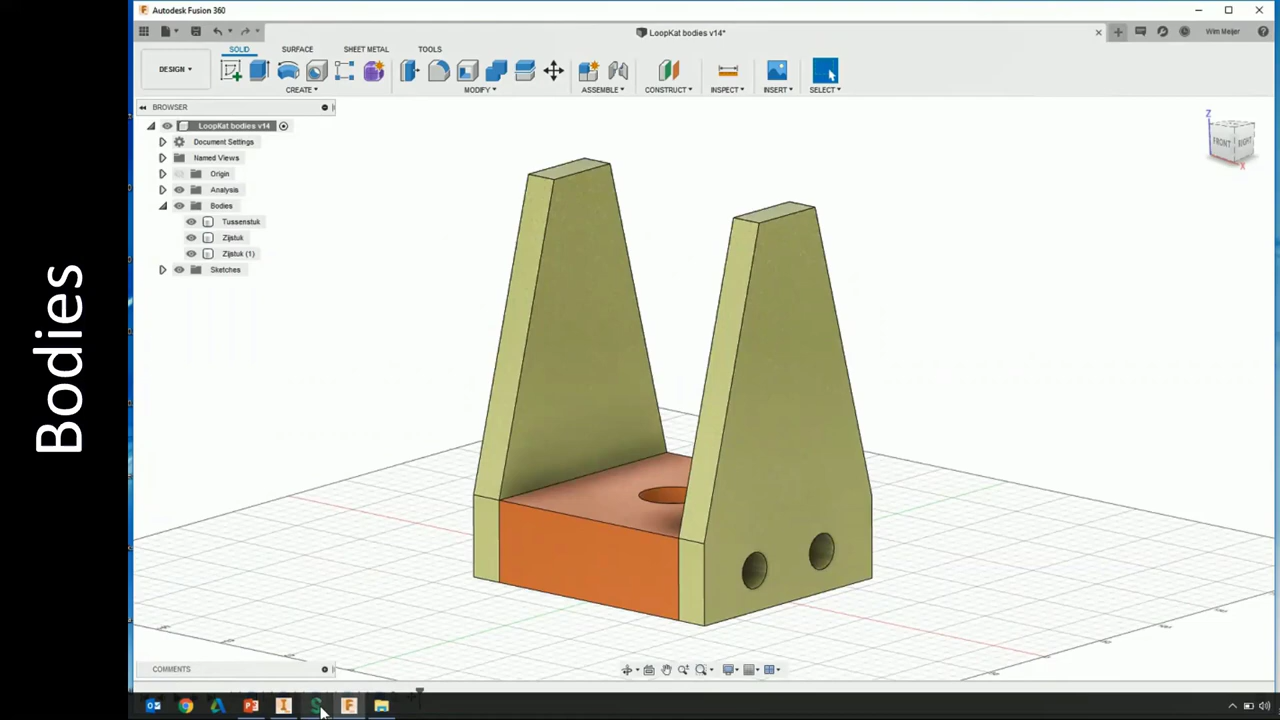 Bodies
Autodesk Fusion 360
LoopKat bodies v14*
Wim Meijer
DESIGN
SOLID
SURFACE
SHEET METAL
TOOLS
CREATE
MODIFY
ASSEMBLE
CONSTRUCT
INSPECT
INSERT
SELECT
BROWSER
LoopKat bodies v14
Document Settings
Named Views
Origin
Analysis
Bodies
Tussenstuk
Zijstuk
Zijstuk (1)
Sketches
Z
FRONT
RIGHT
X
COMMENTS